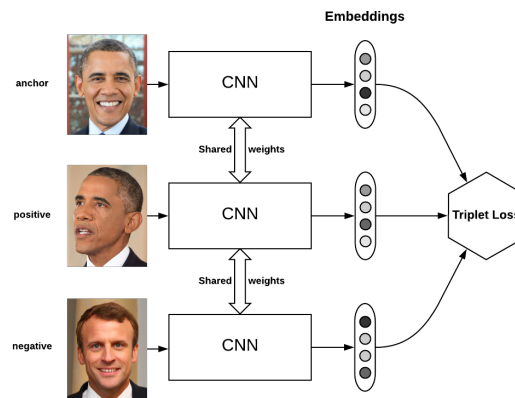 Embeddings
anchor
CNN
Shared weights
positive
CNN
Triplet Loss
Shared weights
negative
CNN